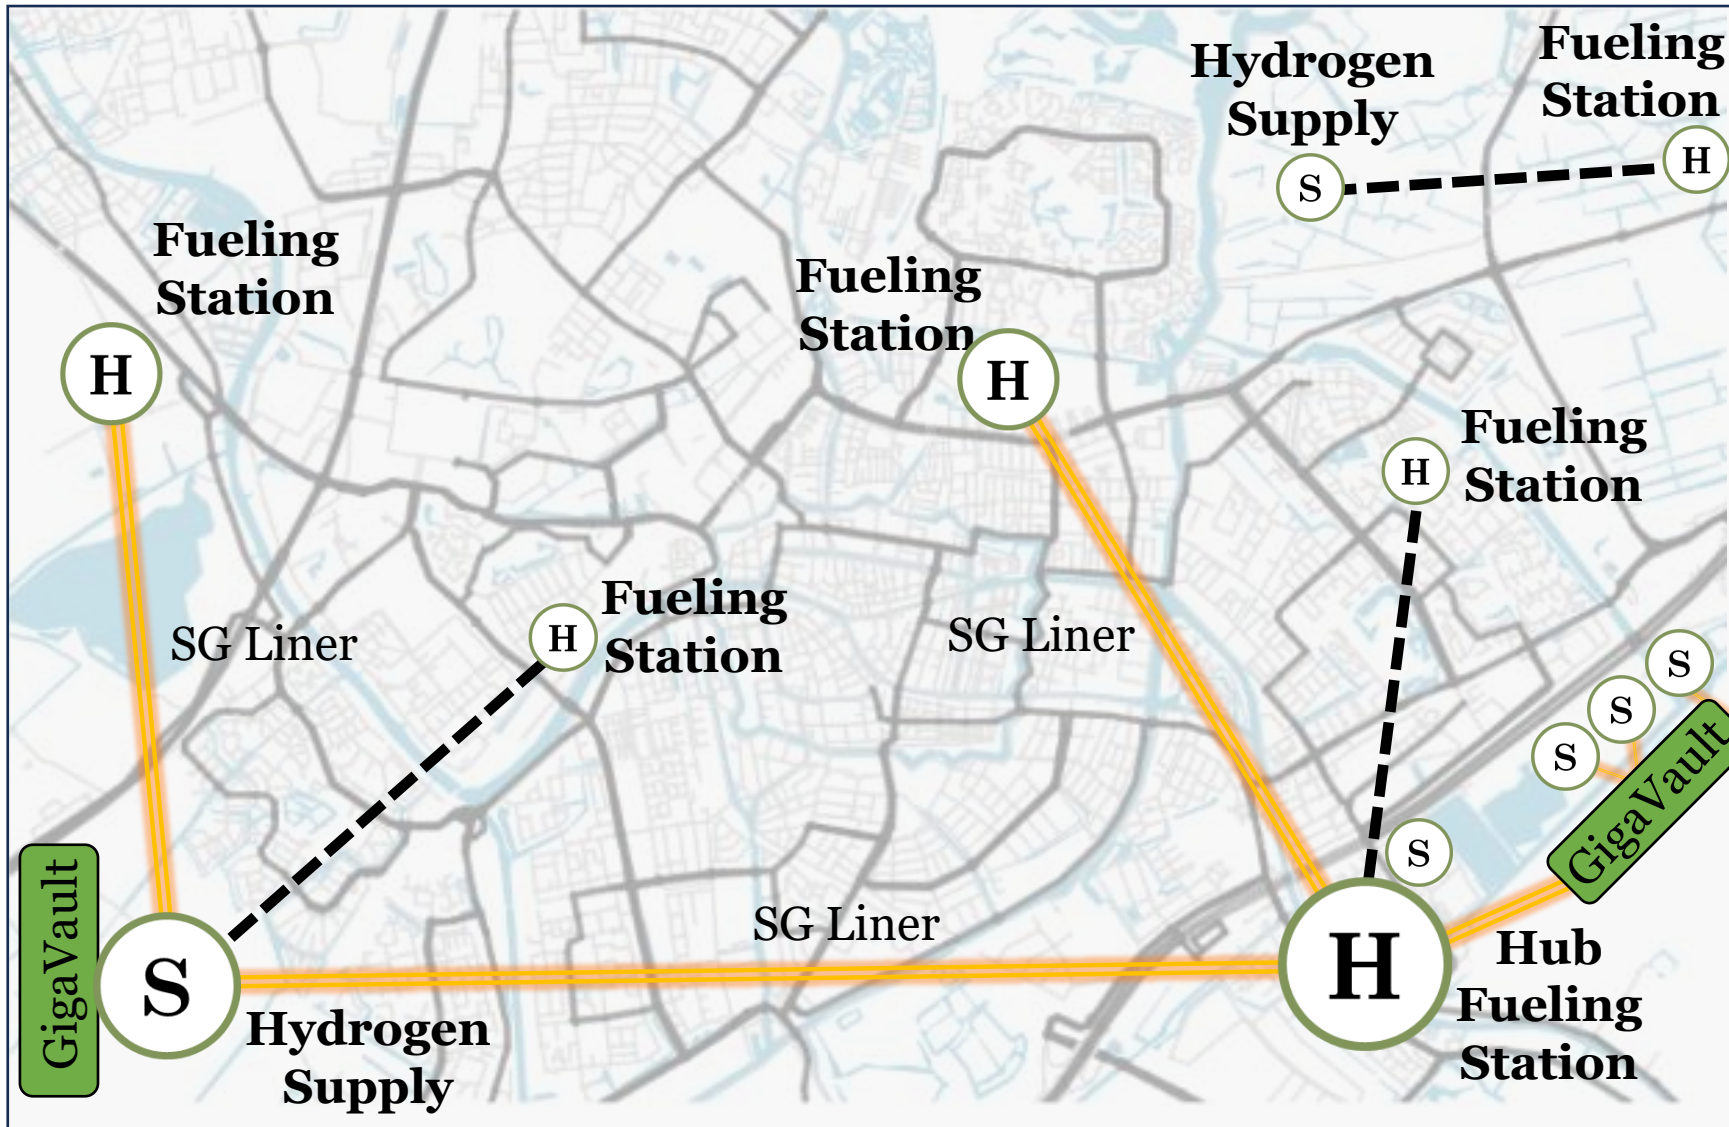 Hydrogen
Supply
Fueling
Station
S
H
Fueling
Station
H
Fueling
Station
H
Fueling
Station
H
Fueling
Station
H
SG Liner
SG Liner
S
S
S
GigaVault
S
SG Liner
GigaVault
S
Hydrogen
Supply
H
Hub
Fueling
Station